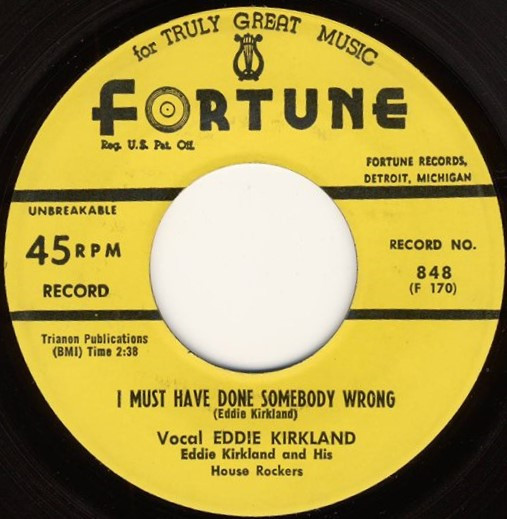 for TRULY GREAT MUSIC
FORTUNE
Reg. U.S. Pat. Off.
FORTUNE RECORDS,
DETROIT, MICHIGAN
UNBREAKABLE
45 RPM
RECORD
RECORD NO.
848
(F 170)
Trianon Publications
(BMI) Time 2:38
I MUST HAVE DONE SOMEBODY WRONG
(Eddie Kirkland)
Vocal EDDIE KIRKLAND
Eddie Kirkland and His
House Rockers